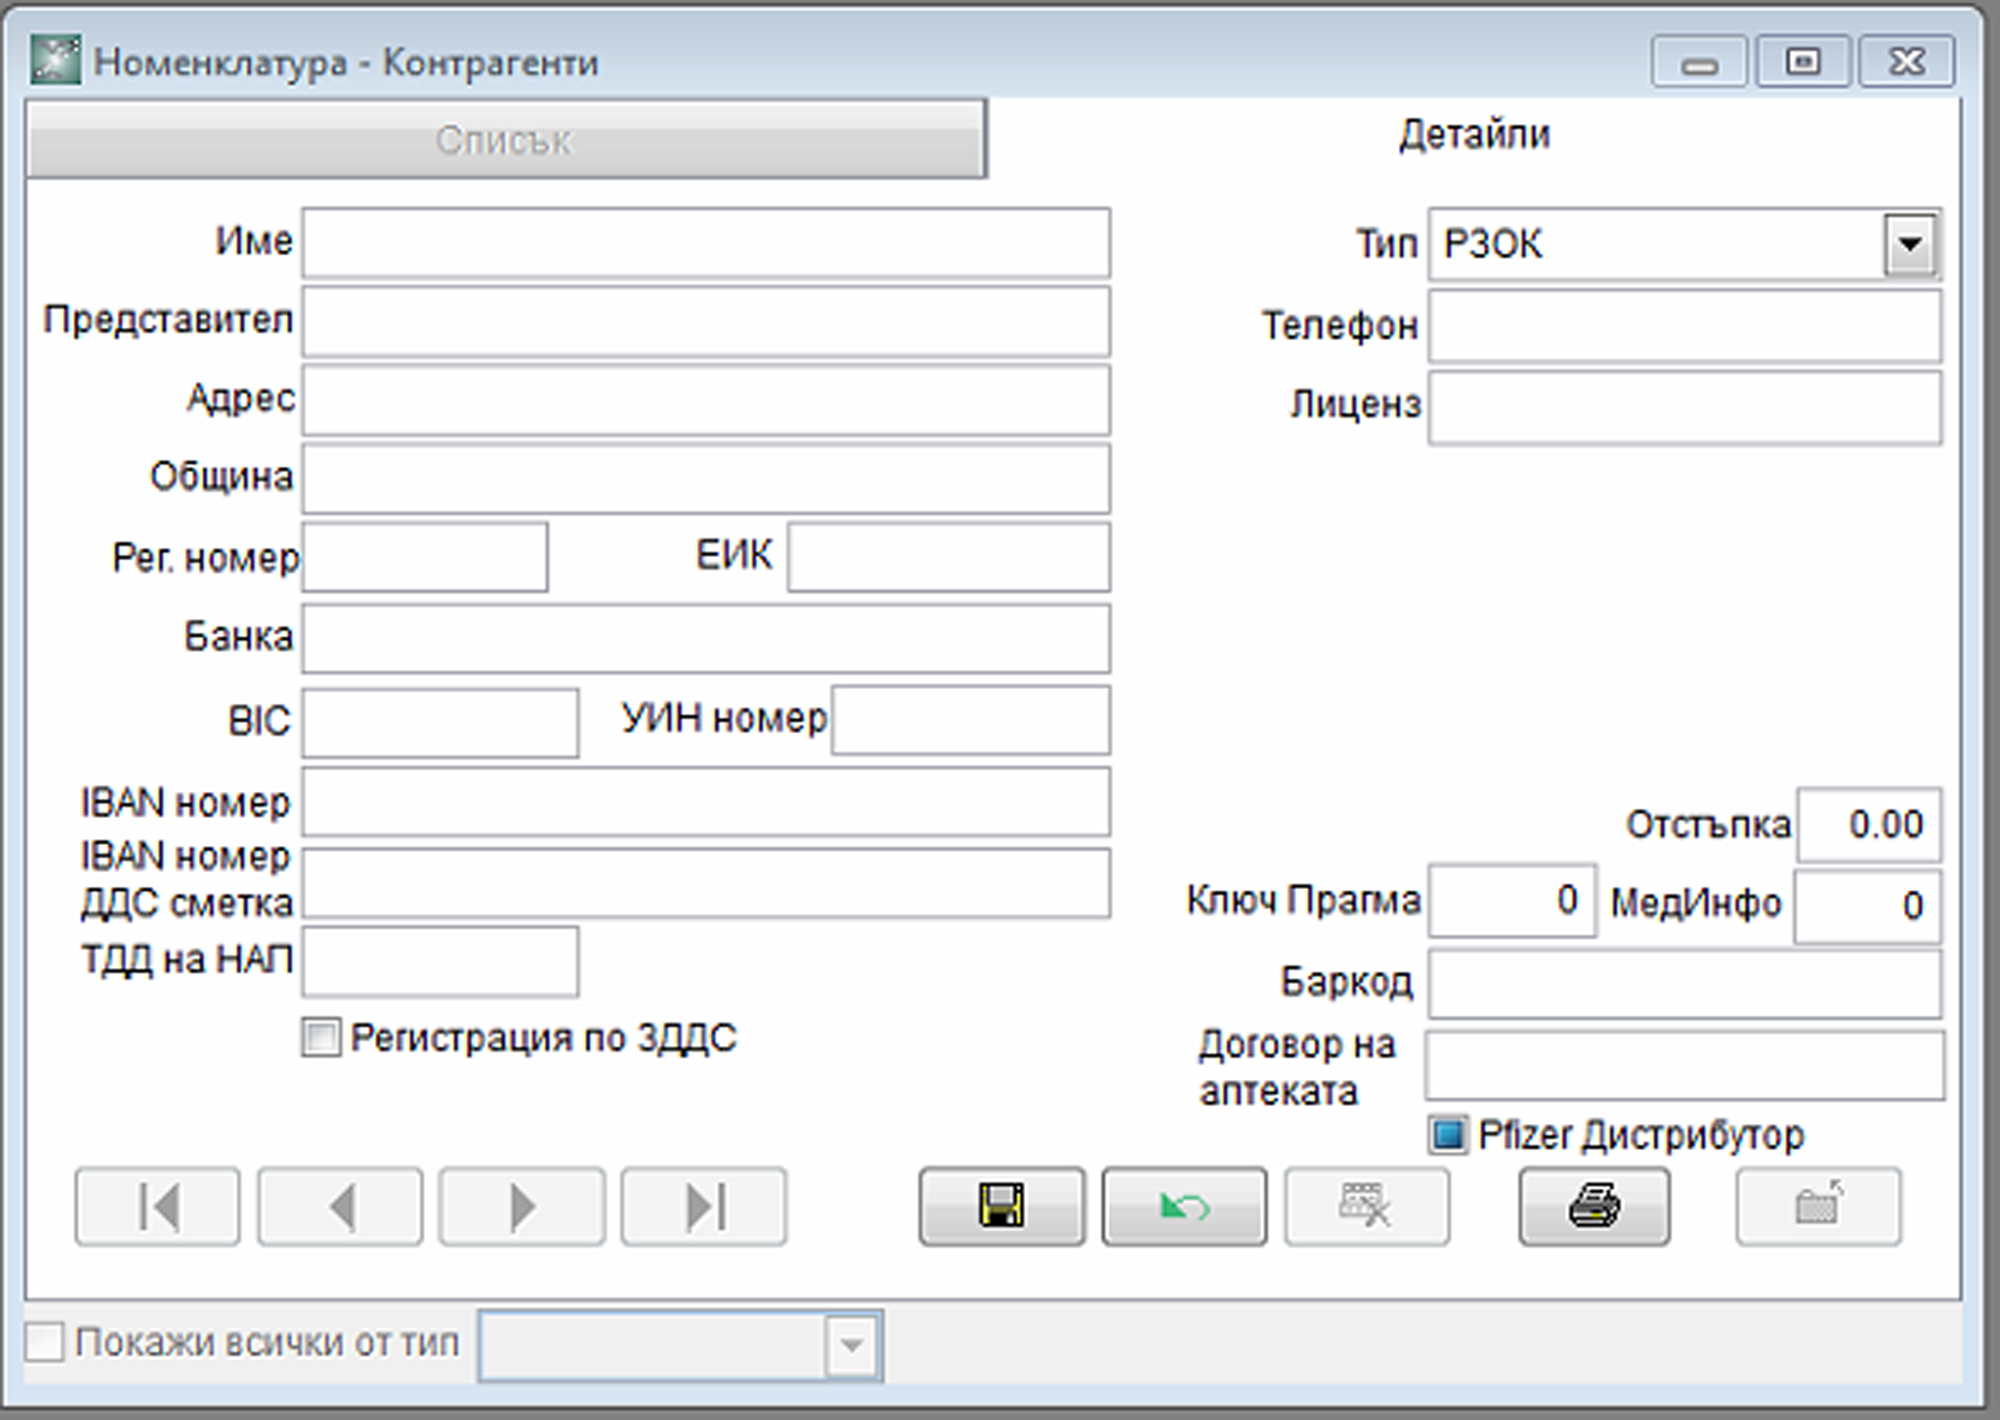 Номенклатура - Контрагенти
Списък
Детайли
Име
Тип РЗОК
Представител
Телефон
Адрес
Лиценз
Община
Рег. номер ЕИК
Банка
BIC УИН номер
IBAN номер
Отстъпка 0.00
IBAN номер
ДДС сметка
Ключ Прагма 0 МедИнфо 0
ТДД на НАП
Баркод
Регистрация по ЗДДС
Договор на
аптеката
Pfizer Дистрибутор
Покажи всички от тип